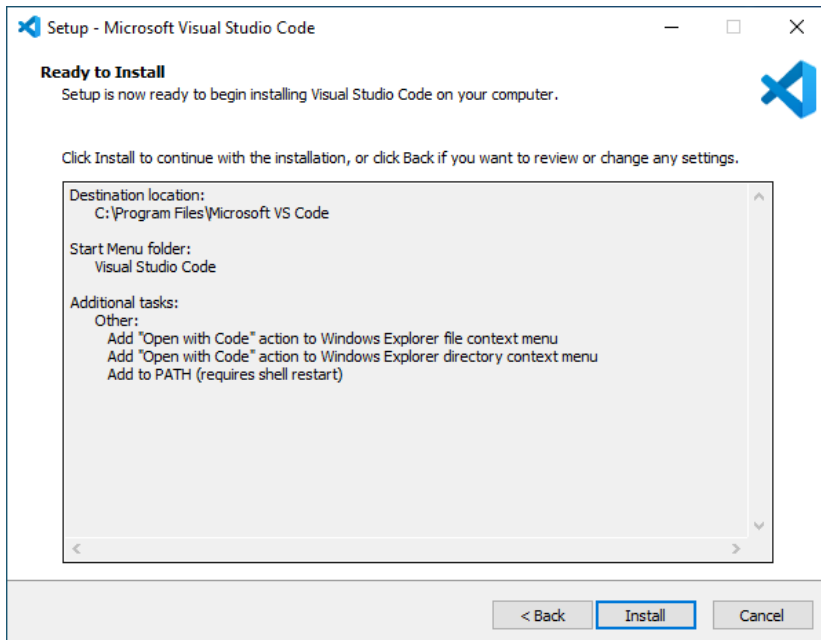 Setup - Microsoft Visual Studio Code
Ready to Install
Setup is now ready to begin installing Visual Studio Code on your computer.
Click Install to continue with the installation, or click Back if you want to review or change any settings.
Destination location:
C:\Program Files\Microsoft VS Code
Start Menu folder:
Visual Studio Code
Additional tasks:
Other:
Add "Open with Code" action to Windows Explorer file context menu
Add "Open with Code" action to Windows Explorer directory context menu
Add to PATH (requires shell restart)
< Back Install Cancel